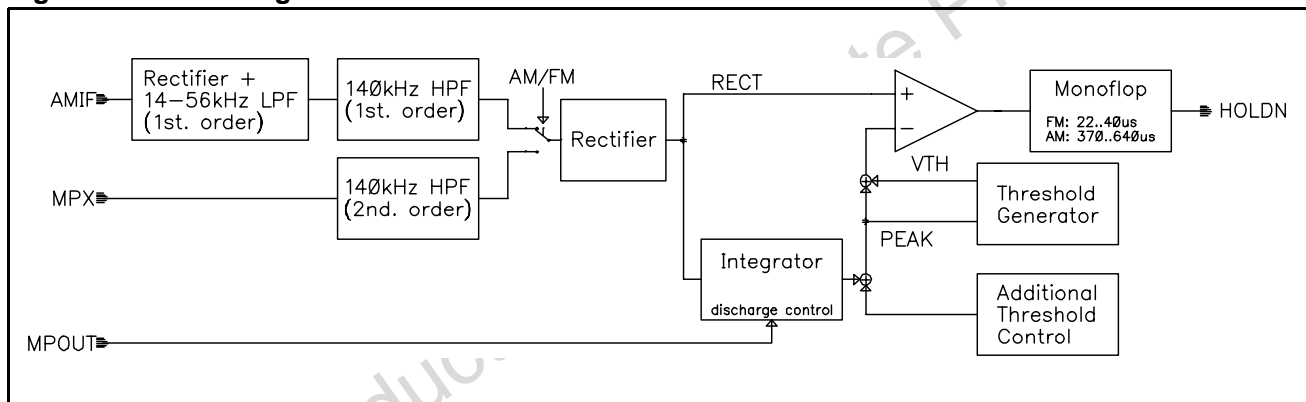 AMIF
Rectifier +
14-56kHz LPF
(1st. order)
140kHz HPF
(1st. order)
AM/FM
Rectifier
RECT
+
-
Monoflop
FM: 22..40us
AM: 370..640us
HOLDN
MPX
140kHz HPF
(2nd. order)
VTH
Threshold
Generator
PEAK
Integrator
discharge control
Additional
Threshold
Control
MPOUT